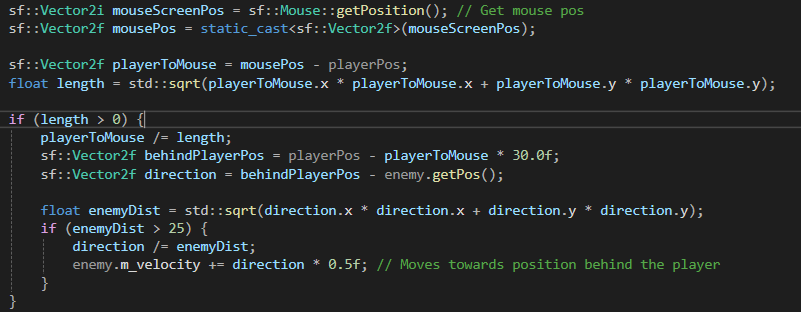 sf::Vector2i mouseScreenPos = sf::Mouse::getPosition(); // Get mouse pos
sf::Vector2f mousePos = static_cast<sf::Vector2f>(mouseScreenPos);

sf::Vector2f playerToMouse = mousePos - playerPos;
float length = std::sqrt(playerToMouse.x * playerToMouse.x + playerToMouse.y * playerToMouse.y);

if (length > 0) {
    playerToMouse /= length;
    sf::Vector2f behindPlayerPos = playerPos - playerToMouse * 30.0f;
    sf::Vector2f direction = behindPlayerPos - enemy.getPos();

    float enemyDist = std::sqrt(direction.x * direction.x + direction.y * direction.y);
    if (enemyDist > 25) {
        direction /= enemyDist;
        enemy.m_velocity += direction * 0.5f; // Moves towards position behind the player
    }
}